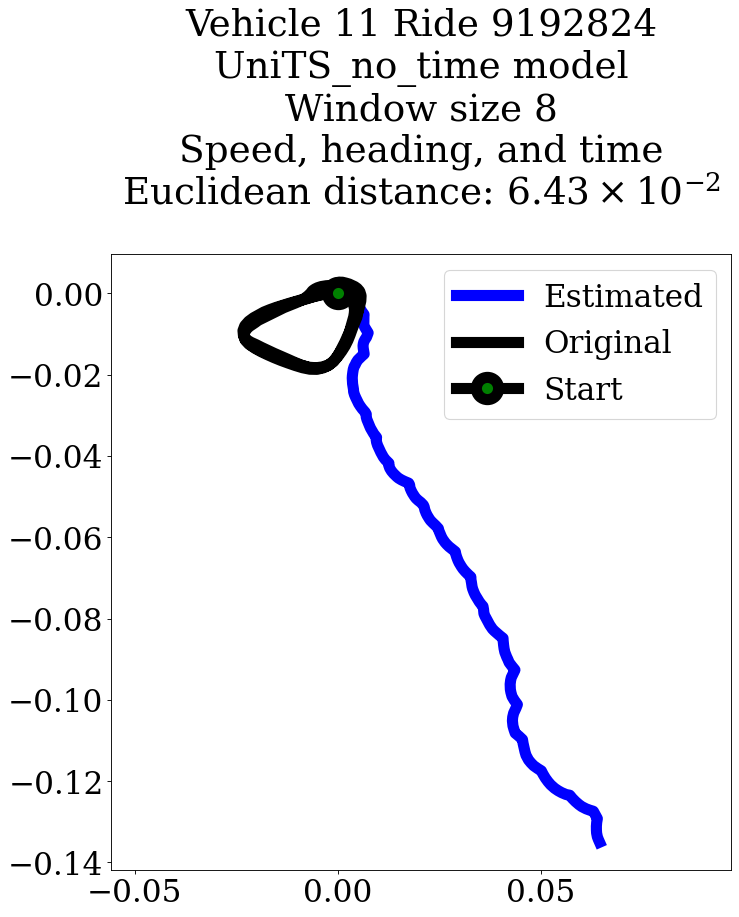 Vehicle 11 Ride 9192824
UniTS_no_time model
Window size 8
Speed, heading, and time
Euclidean distance: 6.43 × 10⁻²
Estimated
Original
Start
0.00
−0.02
−0.04
−0.06
−0.08
−0.10
−0.12
−0.14
−0.05 0.00 0.05